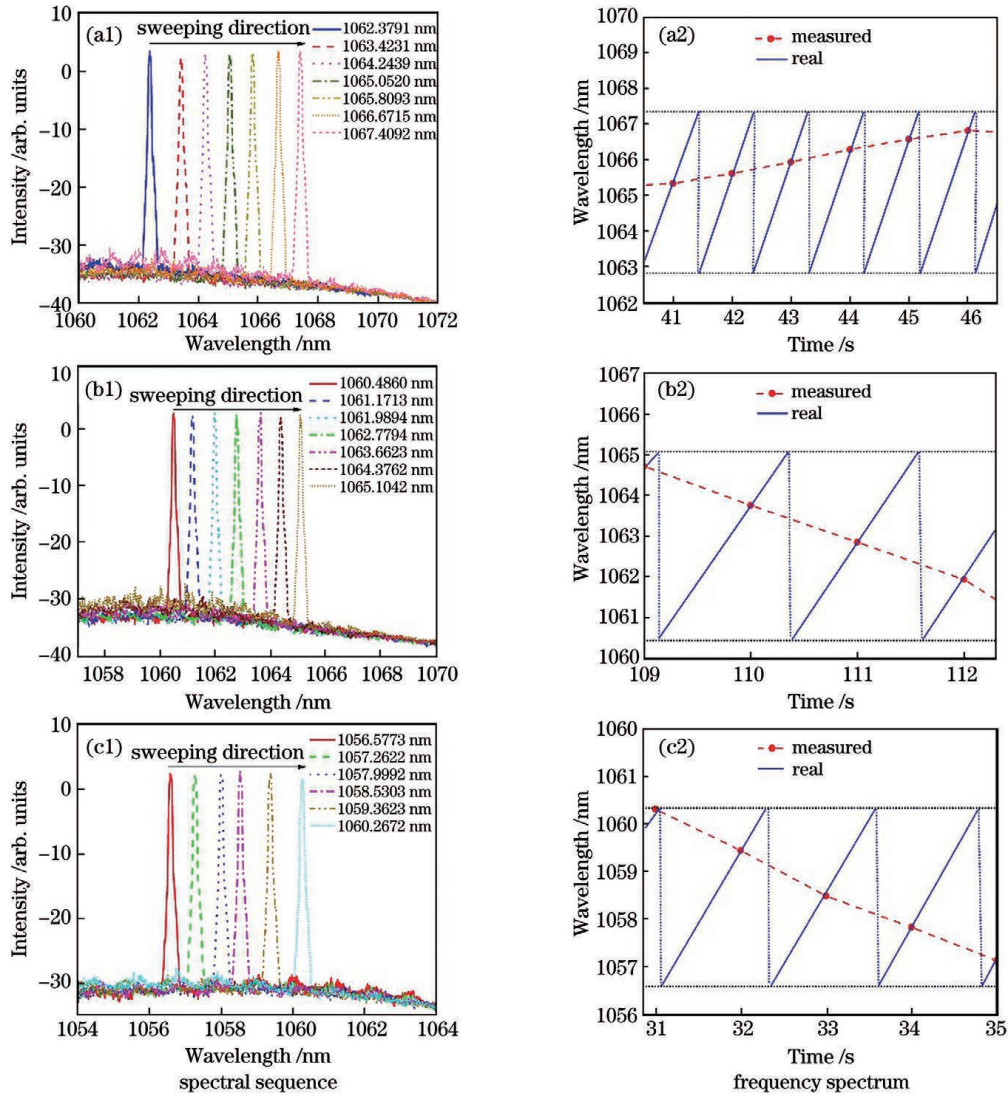 (a1)
sweeping direction
1062.3791 nm
1063.4231 nm
1064.2439 nm
1065.0520 nm
1065.8093 nm
1066.6715 nm
1067.4092 nm
Intensity /arb. units
10
0
−10
−20
−30
−40
1060 1062 1064 1066 1068 1070 1072
Wavelength /nm
(a2)
measured
real
Wavelength /nm
1070
1069
1068
1067
1066
1065
1064
1063
1062
41 42 43 44 45 46
Time /s
(b1)
sweeping direction
1060.4860 nm
1061.1713 nm
1061.9894 nm
1062.7794 nm
1063.6623 nm
1064.3762 nm
1065.1042 nm
Intensity /arb. units
10
0
−10
−20
−30
−40
1058 1060 1062 1064 1066 1068 1070
Wavelength /nm
(b2)
measured
real
Wavelength /nm
1067
1066
1065
1064
1063
1062
1061
1060
109 110 111 112
Time /s
(c1)
sweeping direction
1056.5773 nm
1057.2622 nm
1057.9992 nm
1058.5303 nm
1059.3623 nm
1060.2672 nm
Intensity /arb. units
10
0
−10
−20
−30
1054 1056 1058 1060 1062 1064
Wavelength /nm
spectral sequence
(c2)
measured
real
Wavelength /nm
1060
1061
1060
1059
1058
1057
1056
31 32 33 34 35
Time /s
frequency spectrum